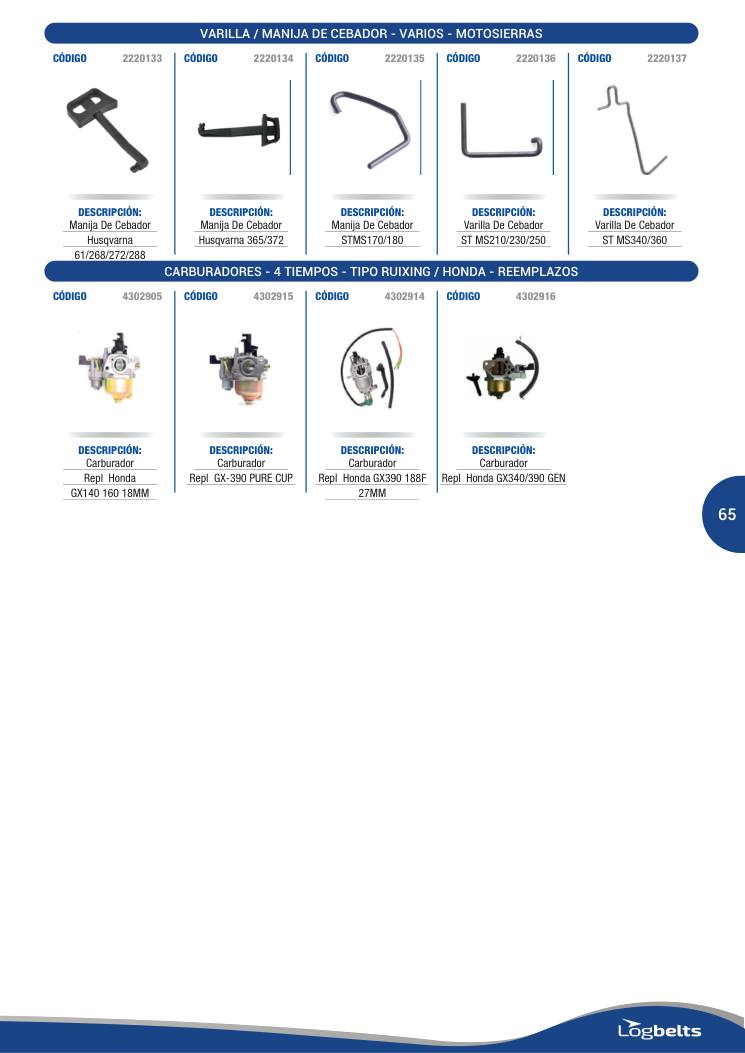 VARILLA / MANIJA DE CEBADOR - VARIOS - MOTOSIERRAS
CÓDIGO 2220133
CÓDIGO 2220134
CÓDIGO 2220135
CÓDIGO 2220136
CÓDIGO 2220137
DESCRIPCIÓN:
Manija De Cebador
Husqvarna
61/268/272/288
DESCRIPCIÓN:
Manija De Cebador
Husqvarna 365/372
DESCRIPCIÓN:
Manija De Cebador
STMS170/180
DESCRIPCIÓN:
Varilla De Cebador
ST MS210/230/250
DESCRIPCIÓN:
Varilla De Cebador
ST MS340/360
CARBURADORES - 4 TIEMPOS - TIPO RUIXING / HONDA - REEMPLAZOS
CÓDIGO 4302905
CÓDIGO 4302915
CÓDIGO 4302914
CÓDIGO 4302916
DESCRIPCIÓN:
Carburador
Repl Honda
GX140 160 18MM
DESCRIPCIÓN:
Carburador
Repl GX-390 PURE CUP
DESCRIPCIÓN:
Carburador
Repl Honda GX390 188F
27MM
DESCRIPCIÓN:
Carburador
Repl Honda GX340/390 GEN
65
Logbelts